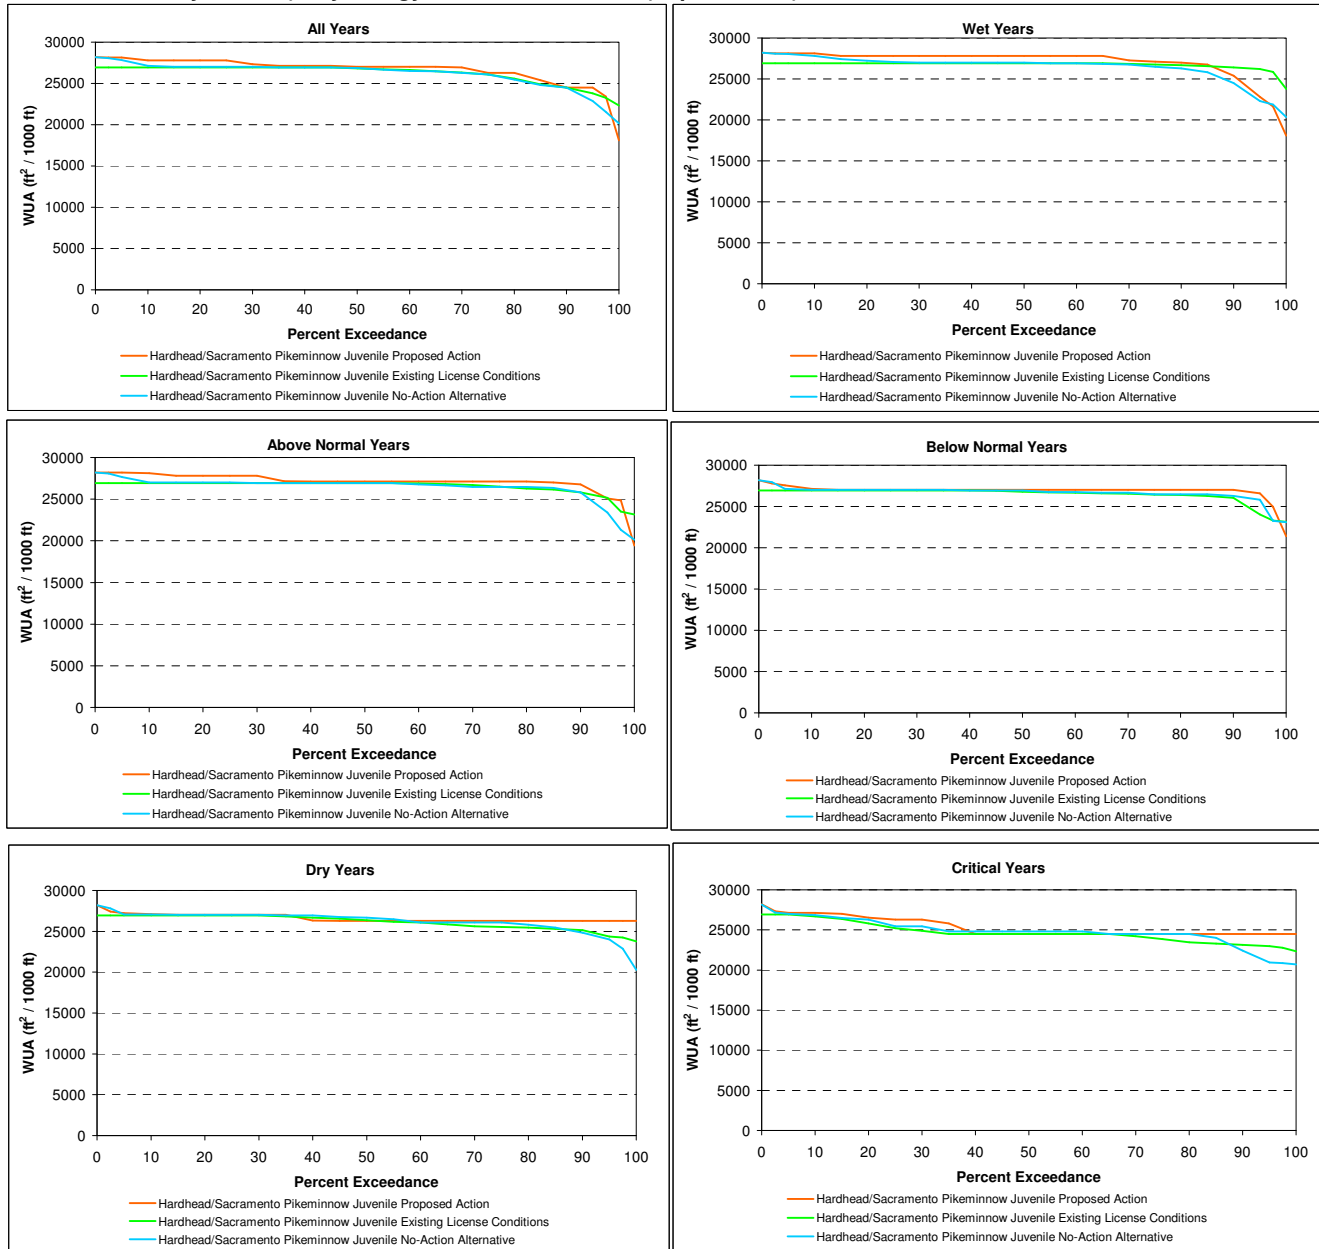 All Years
30000
25000
20000
15000
10000
5000
0
WUA (ft² / 1000 ft)
0 10 20 30 40 50 60 70 80 90 100
Percent Exceedance
Hardhead/Sacramento Pikeminnow Juvenile Proposed Action
Hardhead/Sacramento Pikeminnow Juvenile Existing License Conditions
Hardhead/Sacramento Pikeminnow Juvenile No-Action Alternative
Wet Years
30000
25000
20000
15000
10000
5000
0
WUA (ft² / 1000 ft)
0 10 20 30 40 50 60 70 80 90 100
Percent Exceedance
Hardhead/Sacramento Pikeminnow Juvenile Proposed Action
Hardhead/Sacramento Pikeminnow Juvenile Existing License Conditions
Hardhead/Sacramento Pikeminnow Juvenile No-Action Alternative
Above Normal Years
30000
25000
20000
15000
10000
5000
0
WUA (ft² / 1000 ft)
0 10 20 30 40 50 60 70 80 90 100
Percent Exceedance
Hardhead/Sacramento Pikeminnow Juvenile Proposed Action
Hardhead/Sacramento Pikeminnow Juvenile Existing License Conditions
Hardhead/Sacramento Pikeminnow Juvenile No-Action Alternative
Below Normal Years
30000
25000
20000
15000
10000
5000
0
WUA (ft² / 1000 ft)
0 10 20 30 40 50 60 70 80 90 100
Percent Exceedance
Hardhead/Sacramento Pikeminnow Juvenile Proposed Action
Hardhead/Sacramento Pikeminnow Juvenile Existing License Conditions
Hardhead/Sacramento Pikeminnow Juvenile No-Action Alternative
Dry Years
30000
25000
20000
15000
10000
5000
0
WUA (ft² / 1000 ft)
0 10 20 30 40 50 60 70 80 90 100
Percent Exceedance
Hardhead/Sacramento Pikeminnow Juvenile Proposed Action
Hardhead/Sacramento Pikeminnow Juvenile Existing License Conditions
Hardhead/Sacramento Pikeminnow Juvenile No-Action Alternative
Critical Years
30000
25000
20000
15000
10000
5000
0
WUA (ft² / 1000 ft)
0 10 20 30 40 50 60 70 80 90 100
Percent Exceedance
Hardhead/Sacramento Pikeminnow Juvenile Proposed Action
Hardhead/Sacramento Pikeminnow Juvenile Existing License Conditions
Hardhead/Sacramento Pikeminnow Juvenile No-Action Alternative